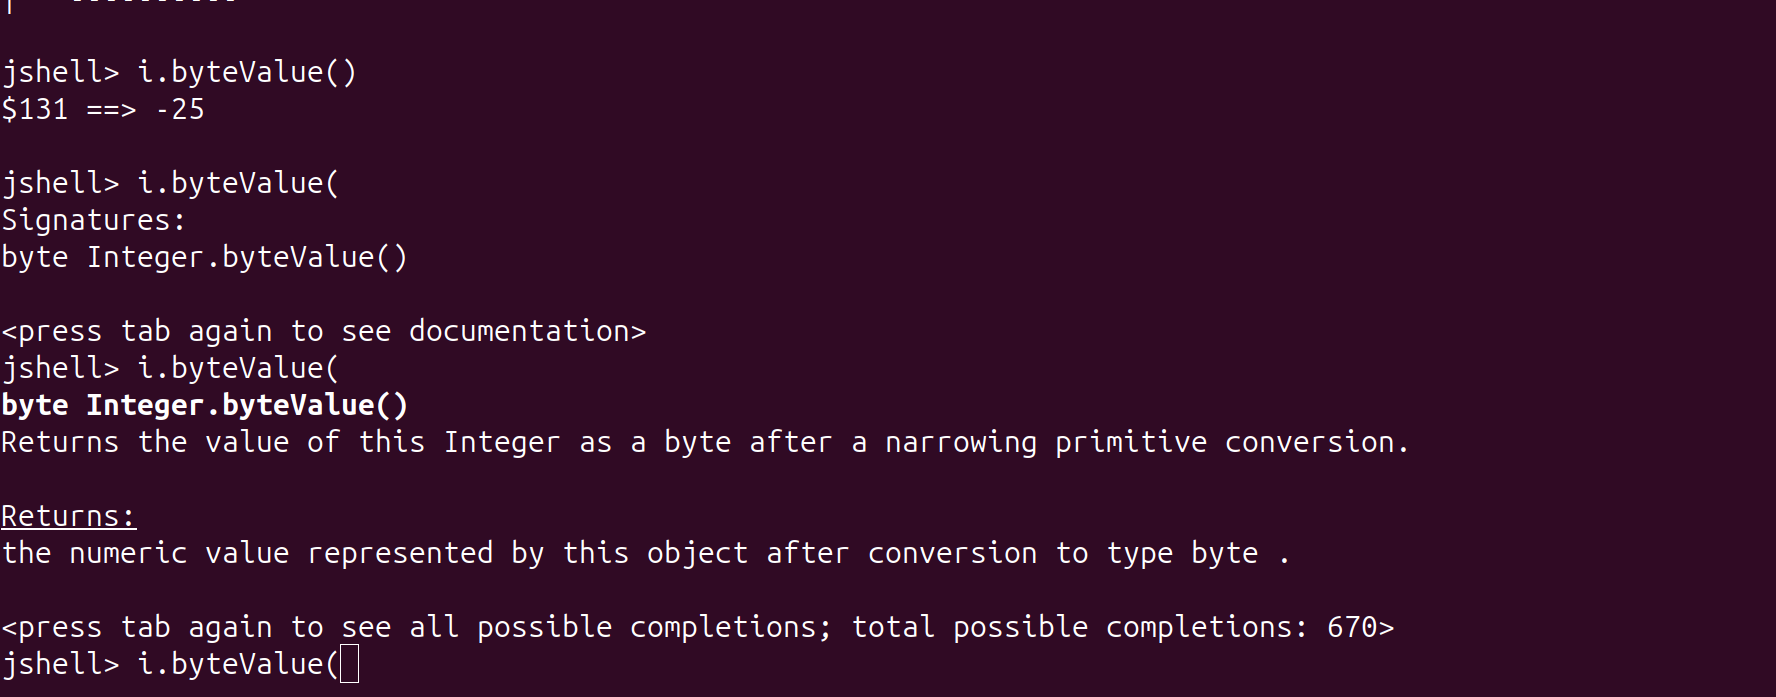 | ----------
jshell> i.byteValue()
$131 ==> -25
jshell> i.byteValue(
Signatures:
byte Integer.byteValue()
<press tab again to see documentation>
jshell> i.byteValue(
byte Integer.byteValue()
Returns the value of this Integer as a byte after a narrowing primitive conversion.
Returns:
the numeric value represented by this object after conversion to type byte .
<press tab again to see all possible completions; total possible completions: 670>
jshell> i.byteValue(